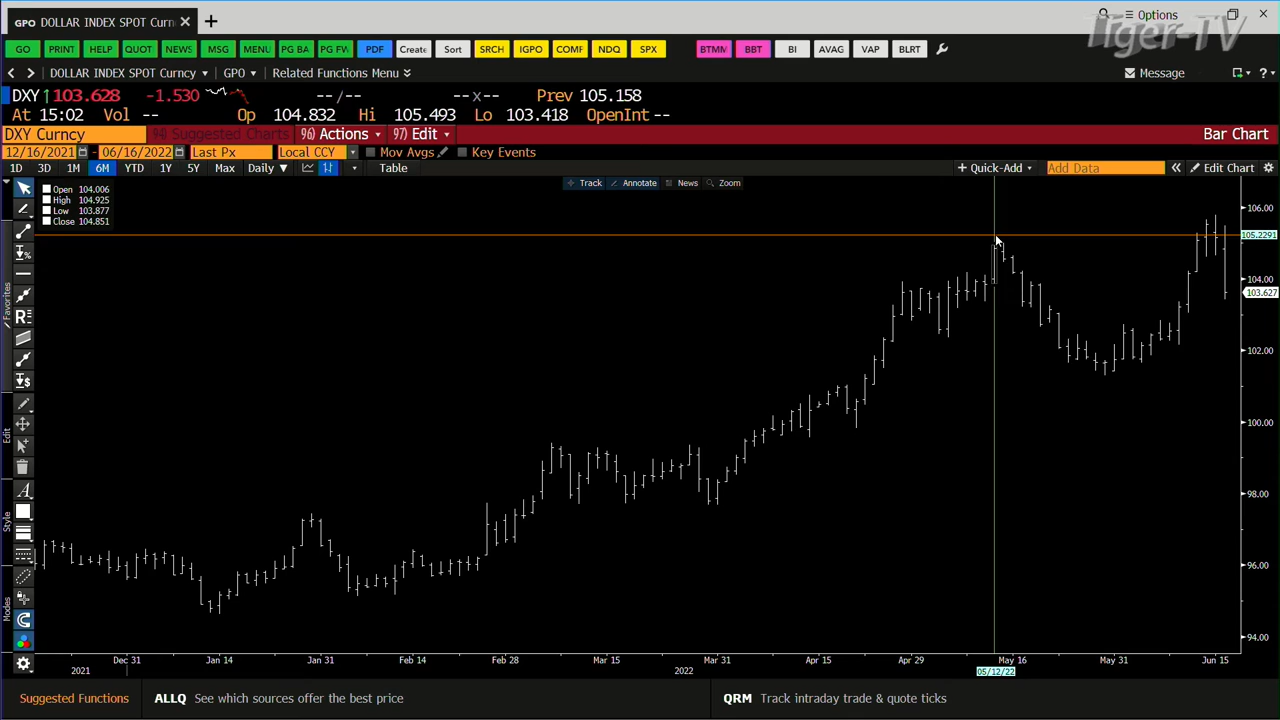 GPO DOLLAR INDEX SPOT Curn
Options
Tiger-TV
GO PRINT HELP QUOT NEWS MSG MENU PG BA PG FW PDF Create Sort SRCH IGPO COMF NDQ SPX BTMM BBT BI AVAG VAP BLRT
DOLLAR INDEX SPOT Curncy GPO Related Functions Menu Message ?
DXY 103.628 -1.530 --/-- --x-- Prev 105.158
At 15:02 Vol -- Op 104.832 Hi 105.493 Lo 103.418 OpenInt --
DXY Curncy 94) Suggested Charts 96) Actions 97) Edit Bar Chart
12/16/2021 - 06/16/2022 Last Px Local CCY Mov Avgs Key Events
1D 3D 1M 6M YTD 1Y 5Y Max Daily Table + Quick-Add Add Data Edit Chart
Track Annotate News Zoom
Open 104.006
High 104.925
Low 103.877
Close 104.851
106.00
105.2291
104.00
103.627
102.00
100.00
98.00
96.00
94.00
Favorites
Edit
Style
Modes
Dec 31 Jan 14 Jan 31 Feb 14 Feb 28 Mar 15 Mar 31 Apr 15 Apr 29 May 16 May 31 Jun 15
2021 2022 05/12/22
Suggested Functions ALLQ See which sources offer the best price QRM Track intraday trade & quote ticks